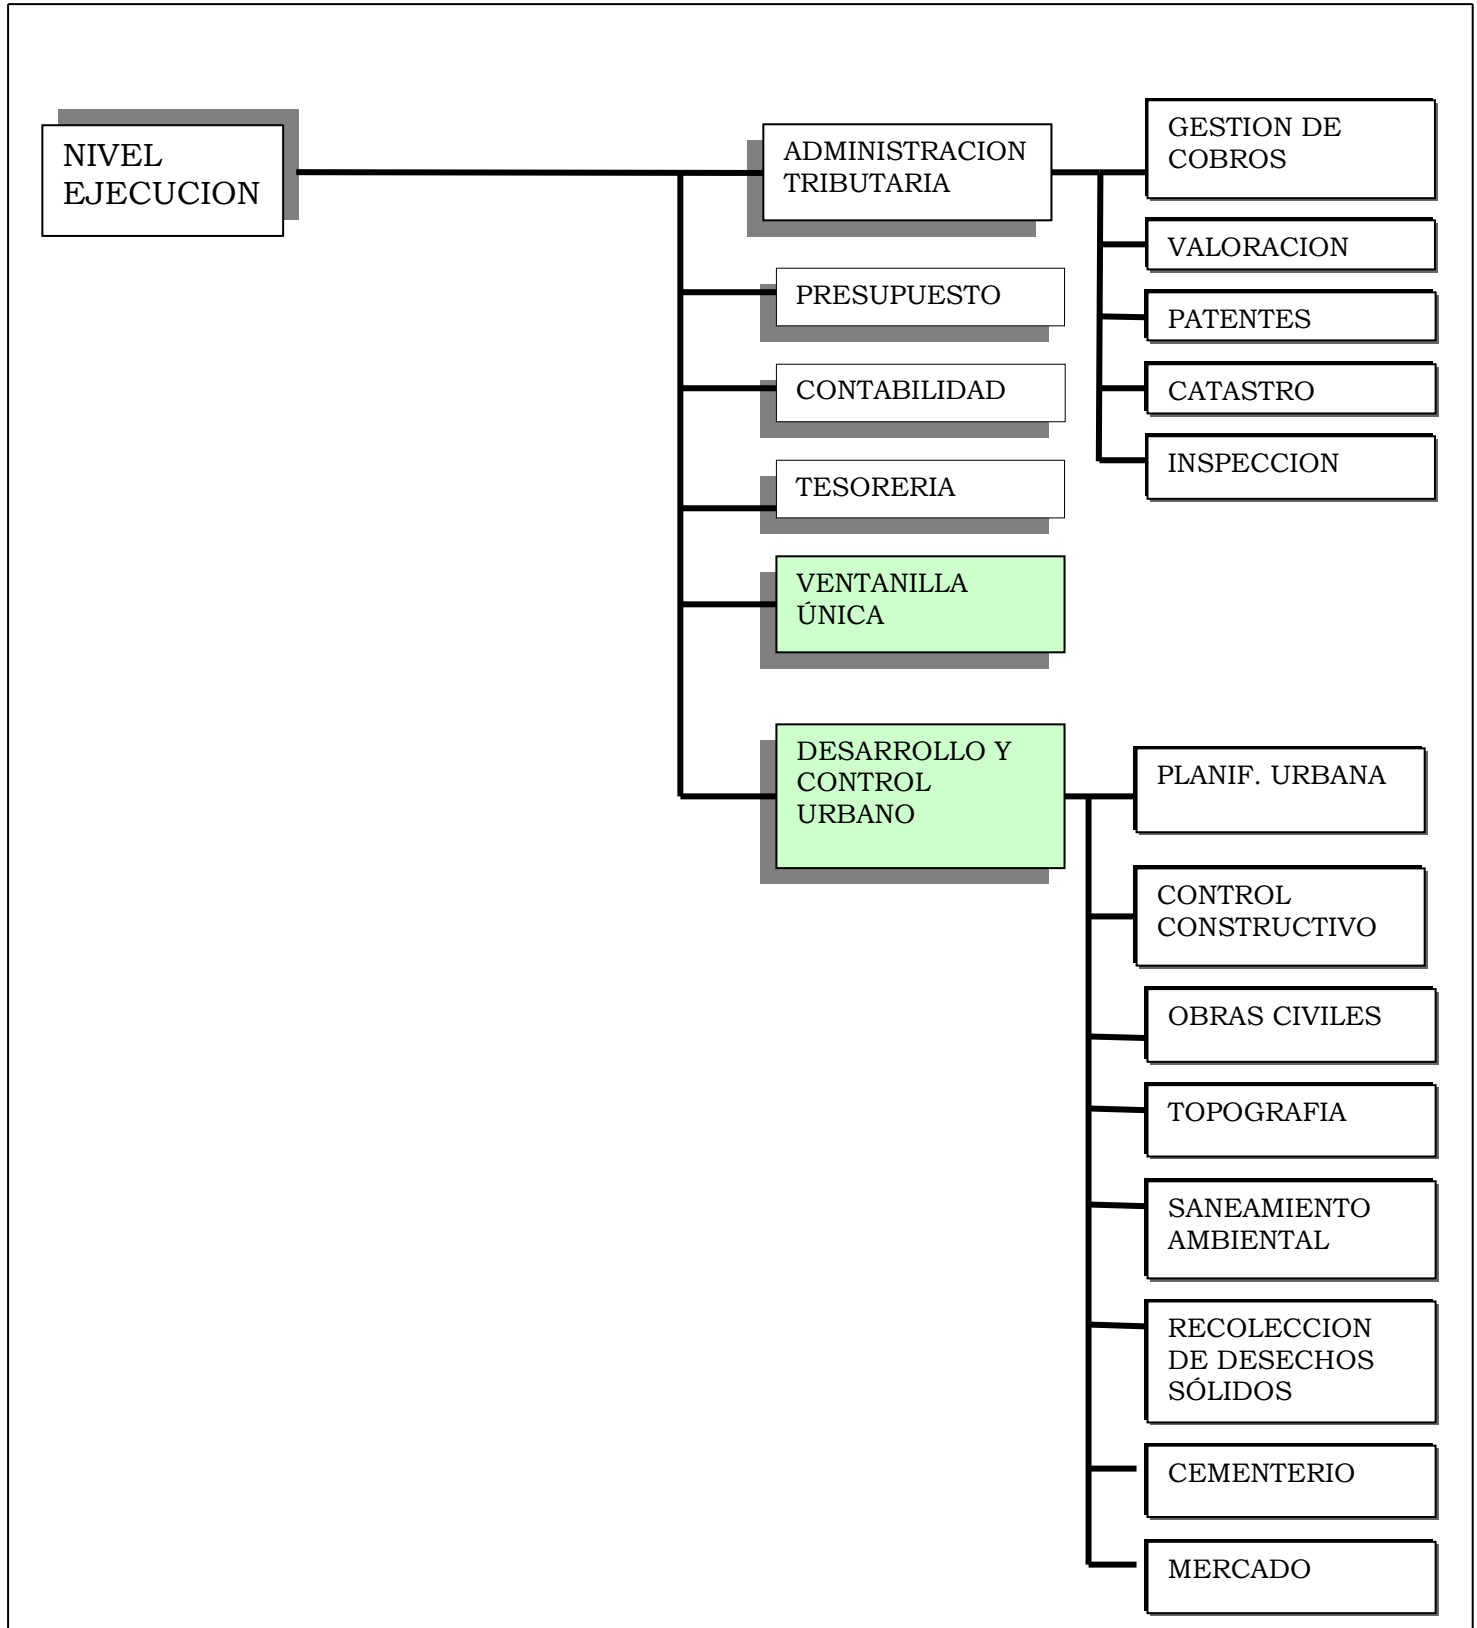 NIVEL
EJECUCION
ADMINISTRACION
TRIBUTARIA
GESTION DE
COBROS
VALORACION
PATENTES
CATASTRO
INSPECCION
PRESUPUESTO
CONTABILIDAD
TESORERIA
VENTANILLA
ÚNICA
DESARROLLO Y
CONTROL
URBANO
PLANIF. URBANA
CONTROL
CONSTRUCTIVO
OBRAS CIVILES
TOPOGRAFIA
SANEAMIENTO
AMBIENTAL
RECOLECCION
DE DESECHOS
SÓLIDOS
CEMENTERIO
MERCADO